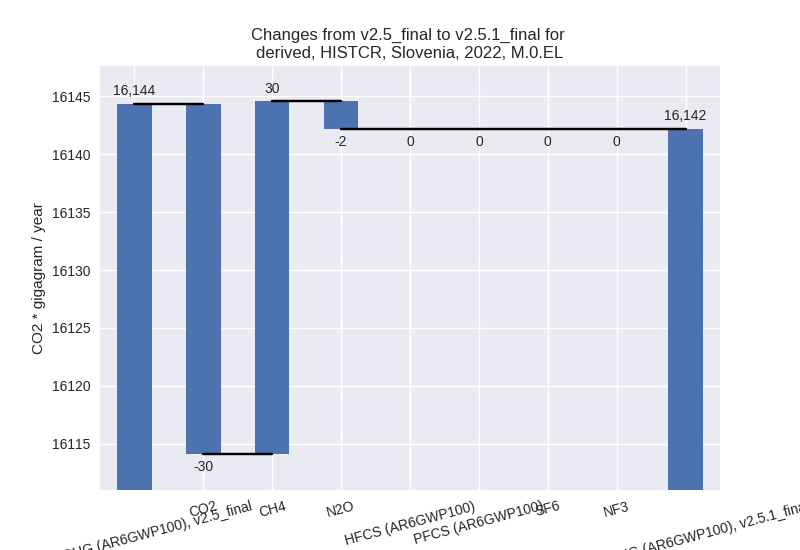 Changes from v2.5_final to v2.5.1_final for
derived, HISTCR, Slovenia, 2022, M.0.EL
CO2 * gigagram / year
16145
16140
16135
16130
16125
16120
16115
16,144
-30
30
-2
0
0
0
0
16,142
(AR6GWP100), v2.5_final
CO2
CH4
N2O
HFCS (AR6GWP100)
PFCS (AR6GWP100)
SF6
NF3
(AR6GWP100), v2.5.1_final